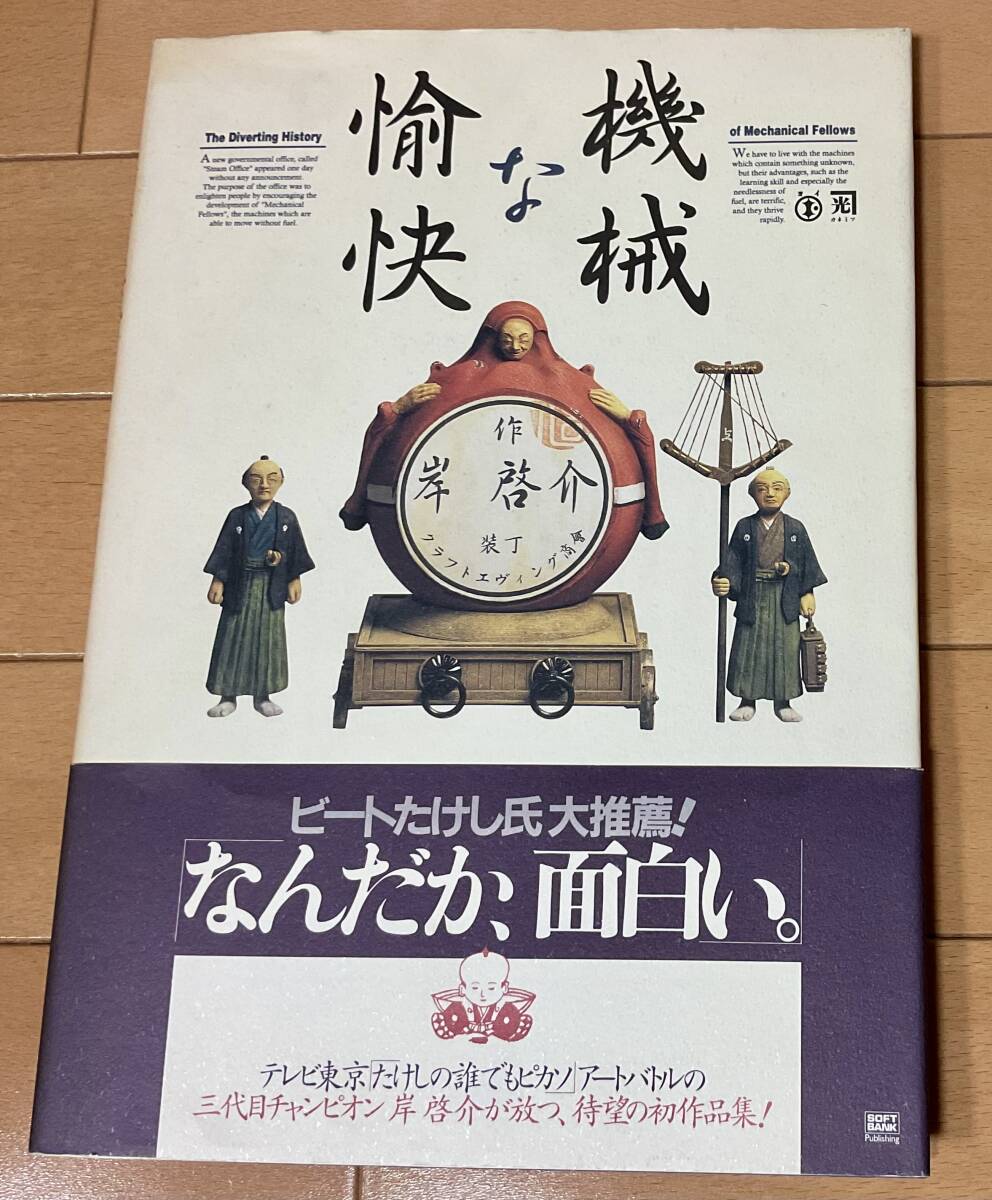 機械
な
愉快
The Diverting History
A new governmental office, called
"Steam Office" appeared one day
without any announcement.
The purpose of the office was to
enlighten people by encouraging the
development of "Mechanical
Fellows", the machines which are
able to move without fuel.
of Mechanical Fellows
We have to live with the machines
which contain something unknown,
but their advantages, such as the
learning skill and especially the
needlessness of
fuel, are terrific,
and they thrive
rapidly.
光
カネミツ
作
岸 啓介
装丁
クラフトエヴィング商會
ビートたけし氏大推薦!
「なんだか、面白い。」
テレビ東京「たけしの誰でもピカソ」アートバトルの
三代目チャンピオン 岸 啓介が放つ、待望の初作品集!
SOFT
BANK
Publishing